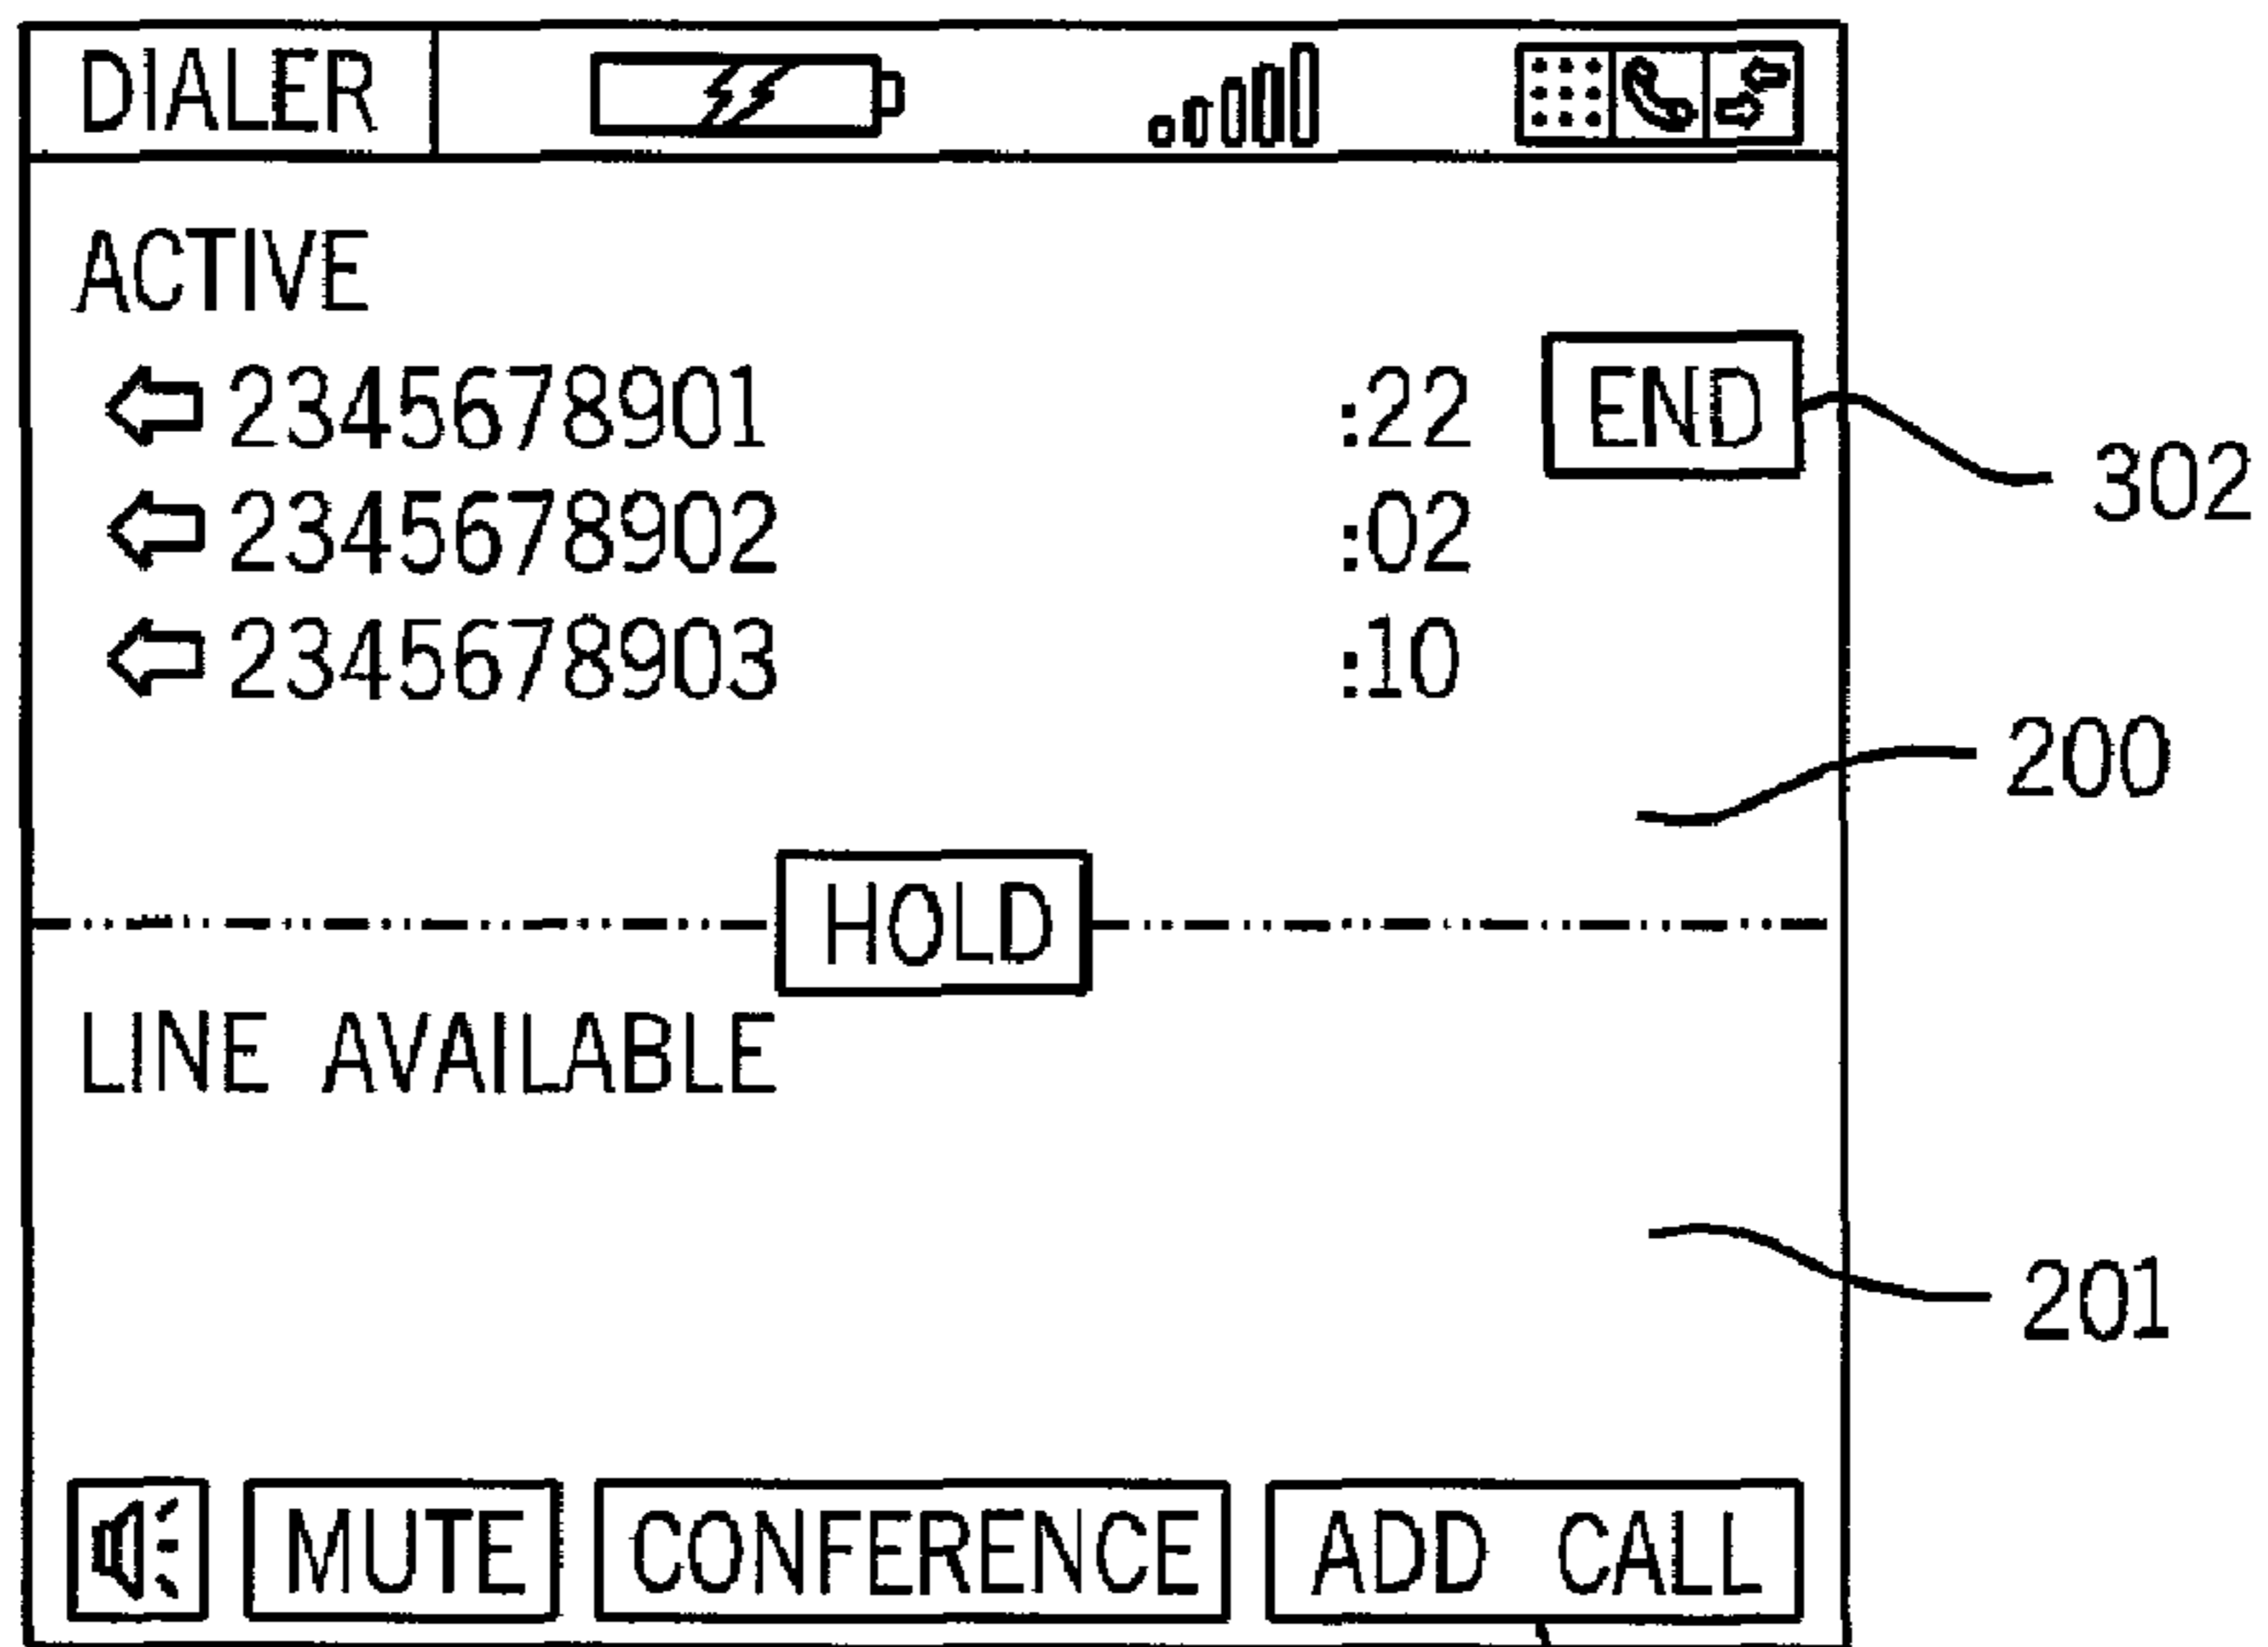 DIALER
ACTIVE
2345678901 :22 END
302
2345678902 :02
2345678903 :10
200
HOLD
LINE AVAILABLE
201
MUTE CONFERENCE ADD CALL